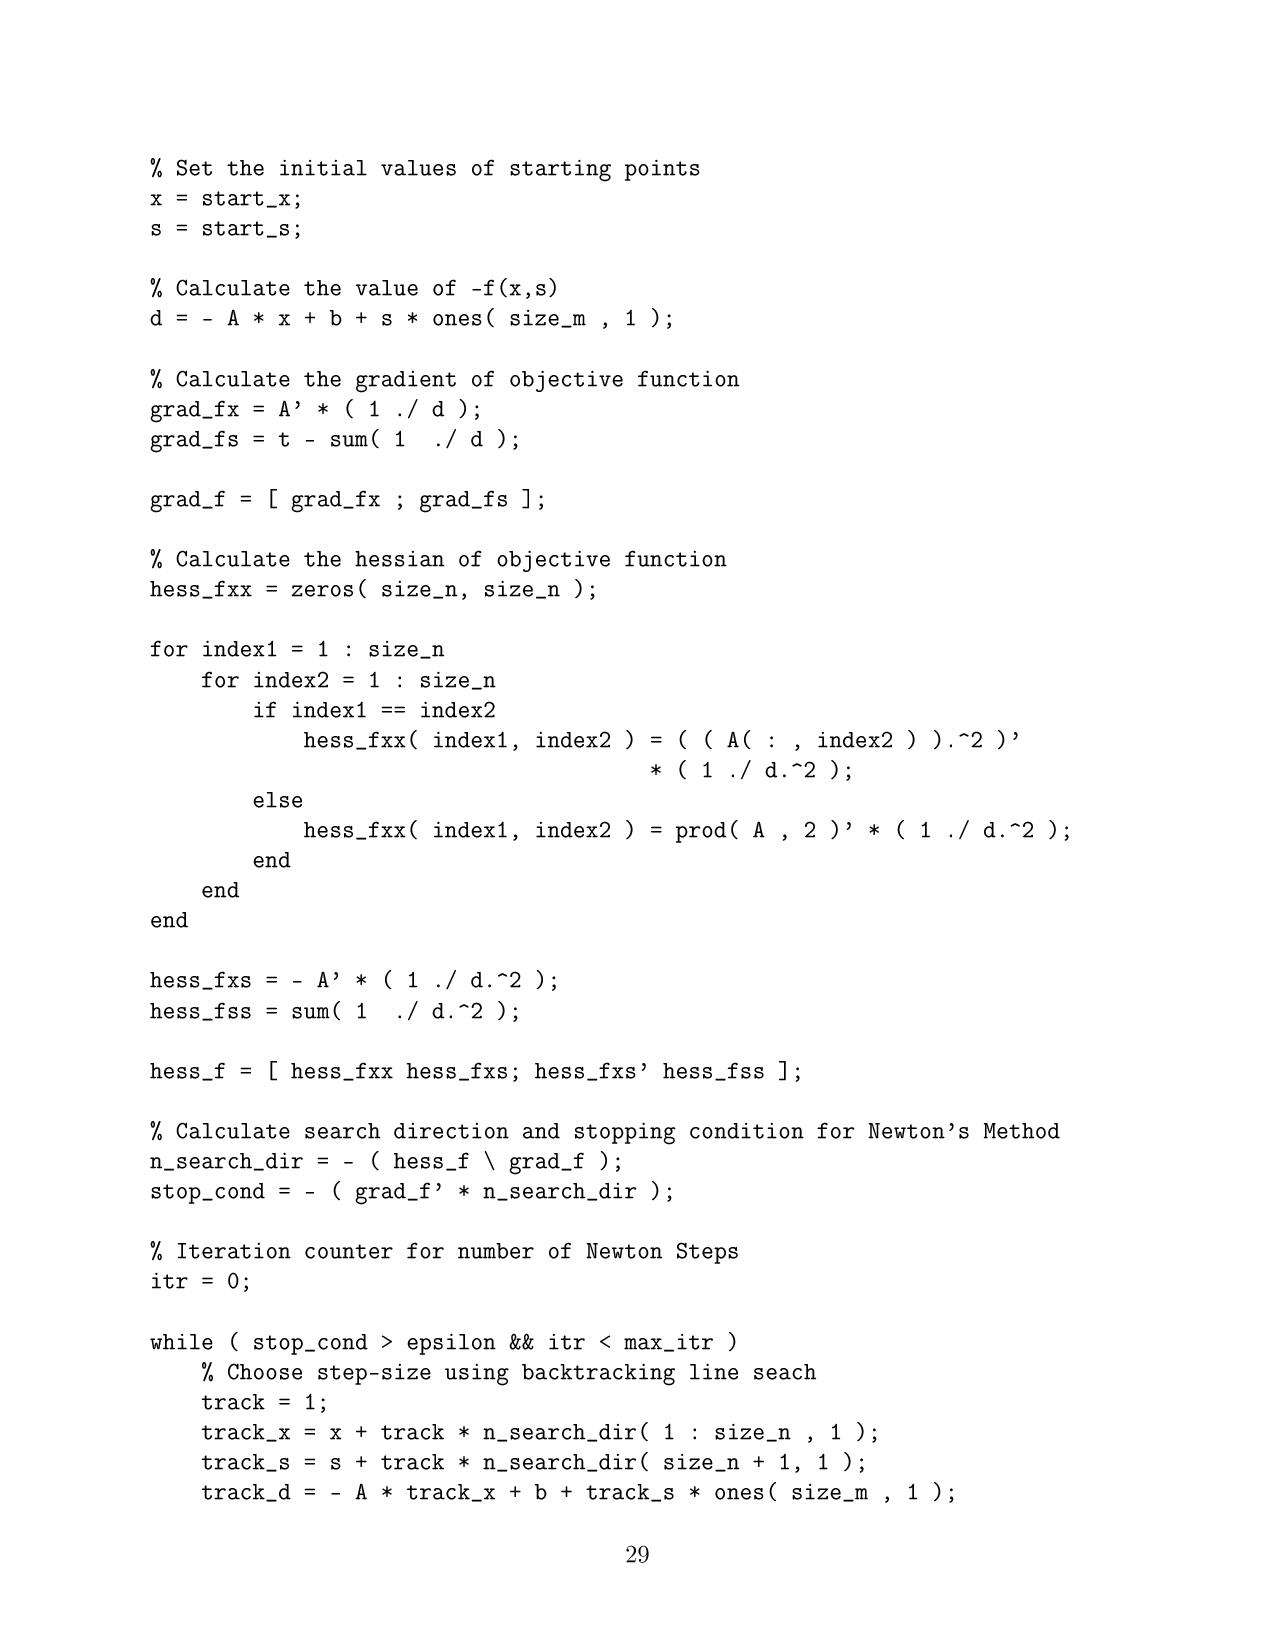 % Set the initial values of starting points
x = start_x;
s = start_s;

% Calculate the value of -f(x,s)
d = - A * x + b + s * ones( size_m , 1 );

% Calculate the gradient of objective function
grad_fx = A’ * ( 1 ./ d );
grad_fs = t - sum( 1  ./ d );

grad_f = [ grad_fx ; grad_fs ];

% Calculate the hessian of objective function
hess_fxx = zeros( size_n, size_n );

for index1 = 1 : size_n
    for index2 = 1 : size_n
        if index1 == index2
            hess_fxx( index1, index2 ) = ( ( A( : , index2 ) ).^2 )’
                                       * ( 1 ./ d.^2 );
        else
            hess_fxx( index1, index2 ) = prod( A , 2 )’ * ( 1 ./ d.^2 );
        end
    end
end

hess_fxs = - A’ * ( 1 ./ d.^2 );
hess_fss = sum( 1  ./ d.^2 );

hess_f = [ hess_fxx hess_fxs; hess_fxs’ hess_fss ];

% Calculate search direction and stopping condition for Newton’s Method
n_search_dir = - ( hess_f \ grad_f );
stop_cond = - ( grad_f’ * n_search_dir );

% Iteration counter for number of Newton Steps
itr = 0;

while ( stop_cond > epsilon && itr < max_itr )
    % Choose step-size using backtracking line seach
    track = 1;
    track_x = x + track * n_search_dir( 1 : size_n , 1 );
    track_s = s + track * n_search_dir( size_n + 1, 1 );
    track_d = - A * track_x + b + track_s * ones( size_m , 1 );

29